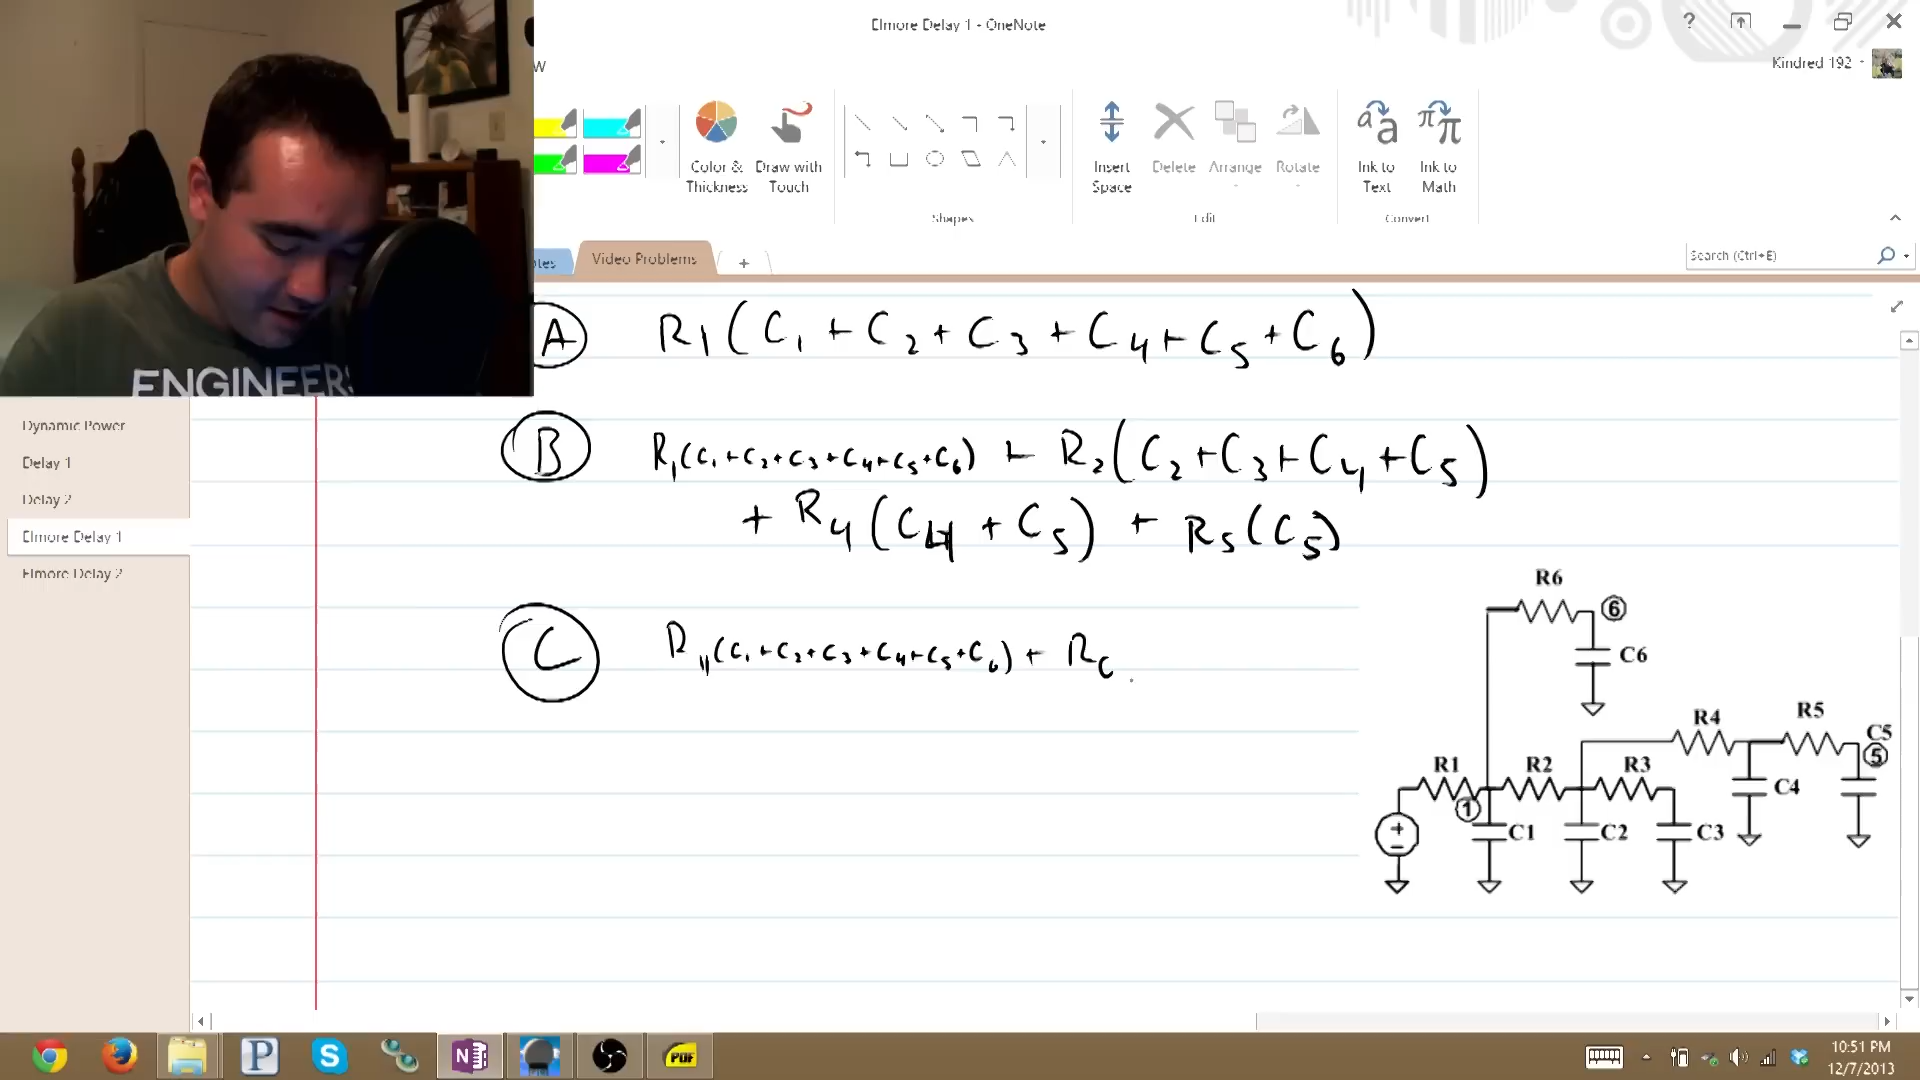 Elmore Delay 1 - OneNote
?
Kindred 192
W
Color & Thickness
Draw with Touch
Insert Space
Delete
Arrange
Rotate
Ink to Text
Ink to Math
Shapes
Edit
Convert
otes
Video Problems
+
Search (Ctrl+E)
ENGINEER
Dynamic Power
Delay 1
Delay 2
Elmore Delay 1
Elmore Delay 2
A R1(C1+C2+C3+C4+C5+C6)
B R1(C1+C2+C3+C4+C5+C6) + R2(C2+C3+C4+C5)
+ R4(C4+C5) + R5(C5)
C R1(C1+C2+C3+C4+C5+C6) + R6
R6
6
C6
R4
R5
C5
5
R1
R2
R3
C4
1
C1
C2
C3
+
-
N
P
S
PDF
10:51 PM
12/7/2013